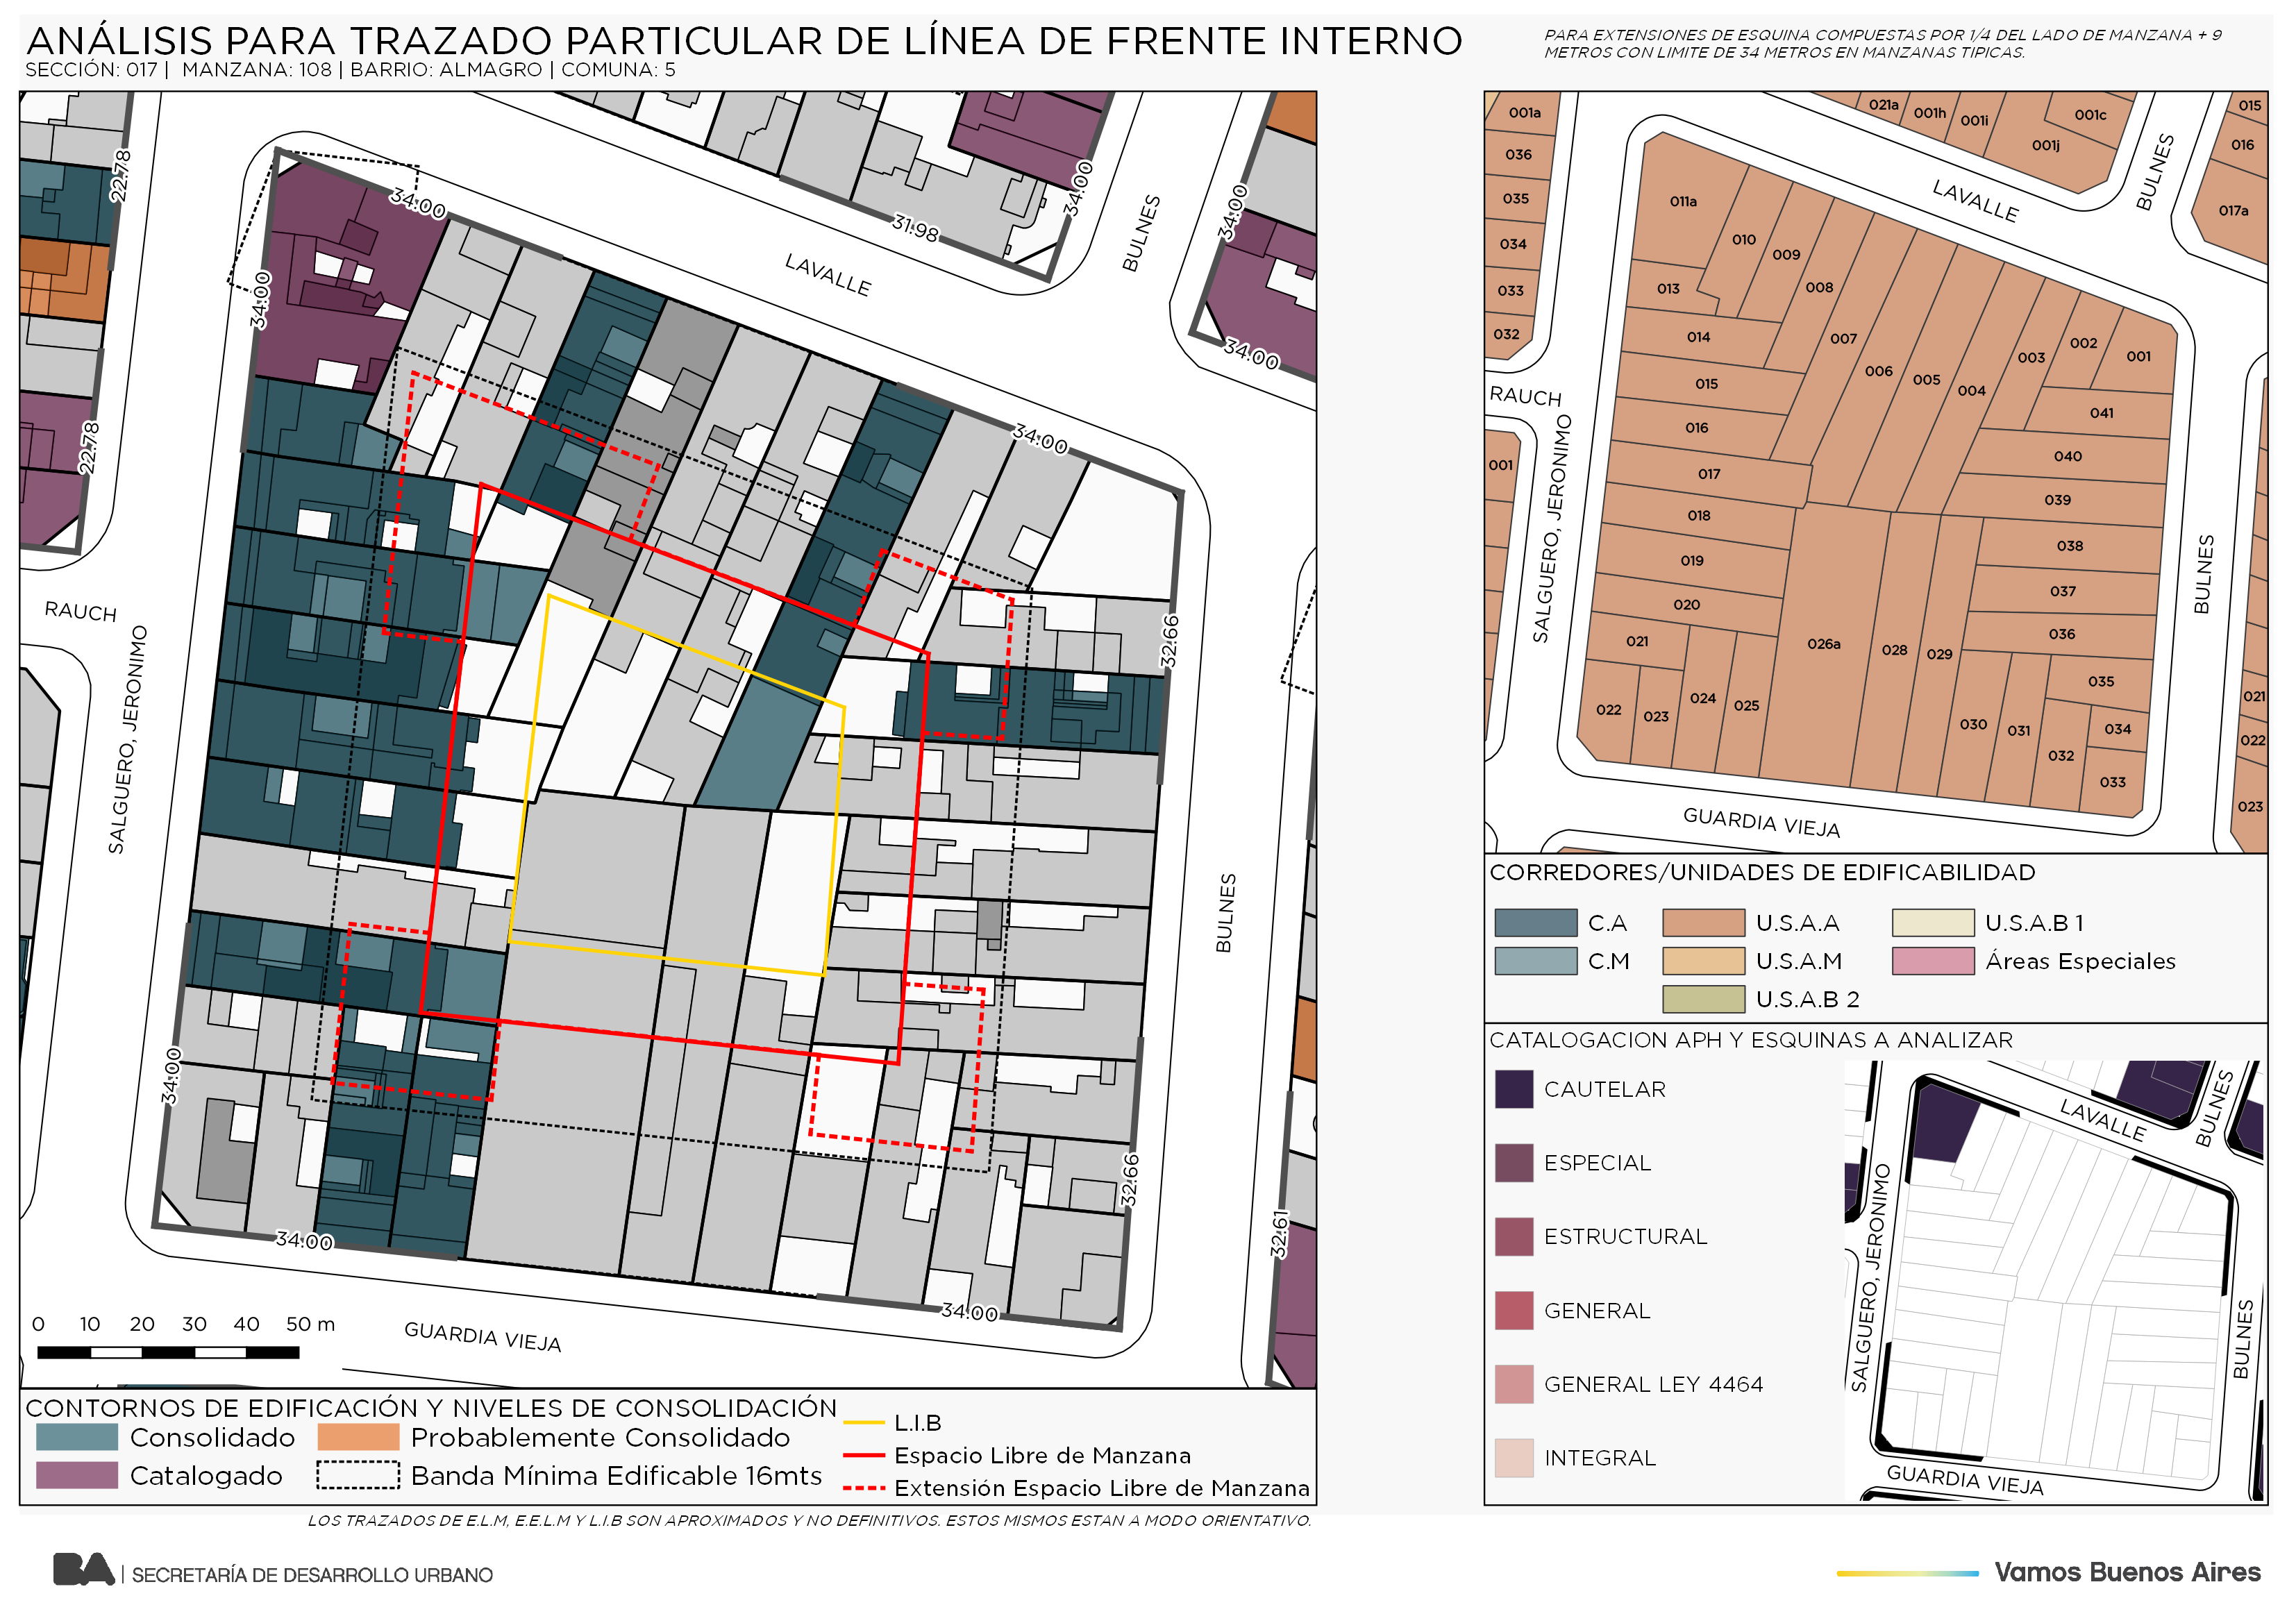 ANÁLISIS PARA TRAZADO PARTICULAR DE LÍNEA DE FRENTE INTERNO
SECCIÓN: 017 | MANZANA: 108 | BARRIO: ALMAGRO | COMUNA: 5
PARA EXTENSIONES DE ESQUINA COMPUESTAS POR 1/4 DEL LADO DE MANZANA + 9
METROS CON LIMITE DE 34 METROS EN MANZANAS TIPICAS.
22.78
34.00
34.00
31.98
34.00
BULNES
34.00
LAVALLE
34.00
34.00
22.78
RAUCH
SALGUERO, JERONIMO
32.66
BULNES
34.00
34.00
34.00
32.66
32.61
GUARDIA VIEJA
0 10 20 30 40 50 m
CONTORNOS DE EDIFICACIÓN Y NIVELES DE CONSOLIDACIÓN
Consolidado
Probablemente Consolidado
Catalogado
Banda Mínima Edificable 16mts
L.I.B
Espacio Libre de Manzana
Extensión Espacio Libre de Manzana
LOS TRAZADOS DE E.L.M, E.E.L.M Y L.I.B SON APROXIMADOS Y NO DEFINITIVOS. ESTOS MISMOS ESTAN A MODO ORIENTATIVO.
001a
036
035
034
033
032
RAUCH
001
SALGUERO, JERONIMO
021a
001h
001i
001c
001j
LAVALLE
BULNES
015
016
017a
011a
010
009
008
007
006
005
004
003
002
001
013
014
015
016
017
018
019
020
021
022
023
024
025
026a
028
029
030
031
032
033
034
035
036
037
038
039
040
041
BULNES
021
022
023
GUARDIA VIEJA
CORREDORES/UNIDADES DE EDIFICABILIDAD
C.A
U.S.A.A
U.S.A.B 1
C.M
U.S.A.M
Áreas Especiales
U.S.A.B 2
CATALOGACION APH Y ESQUINAS A ANALIZAR
CAUTELAR
ESPECIAL
ESTRUCTURAL
GENERAL
GENERAL LEY 4464
INTEGRAL
LAVALLE
BULNES
SALGUERO, JERONIMO
BULNES
GUARDIA VIEJA
BA | SECRETARÍA DE DESARROLLO URBANO
Vamos Buenos Aires